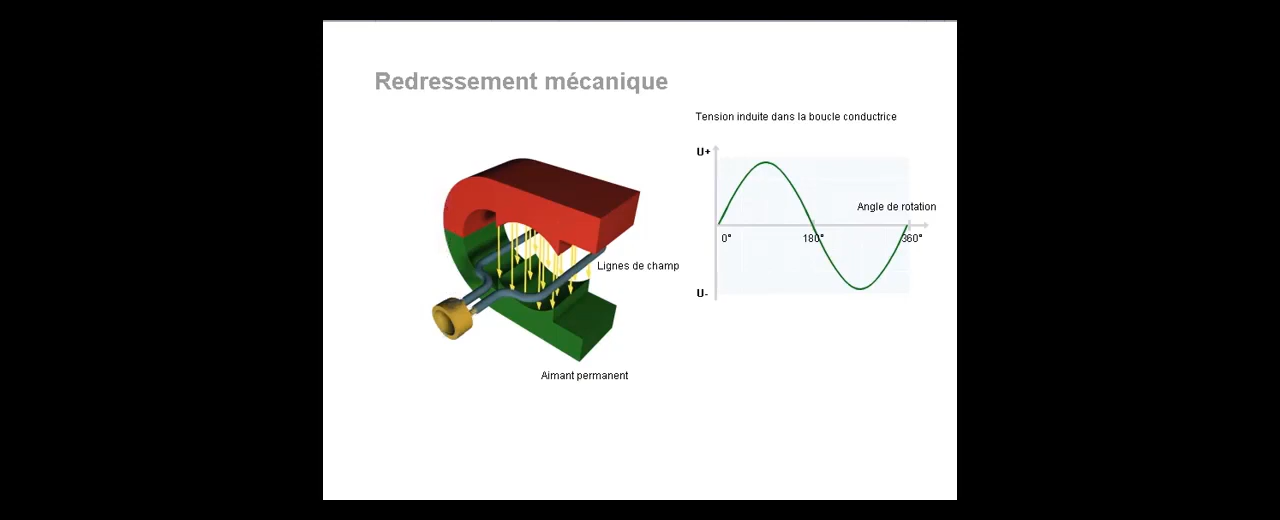 Redressement mécanique
Tension induite dans la boucle conductrice
U+
Angle de rotation
0°
180°
360°
Lignes de champ
U-
Aimant permanent